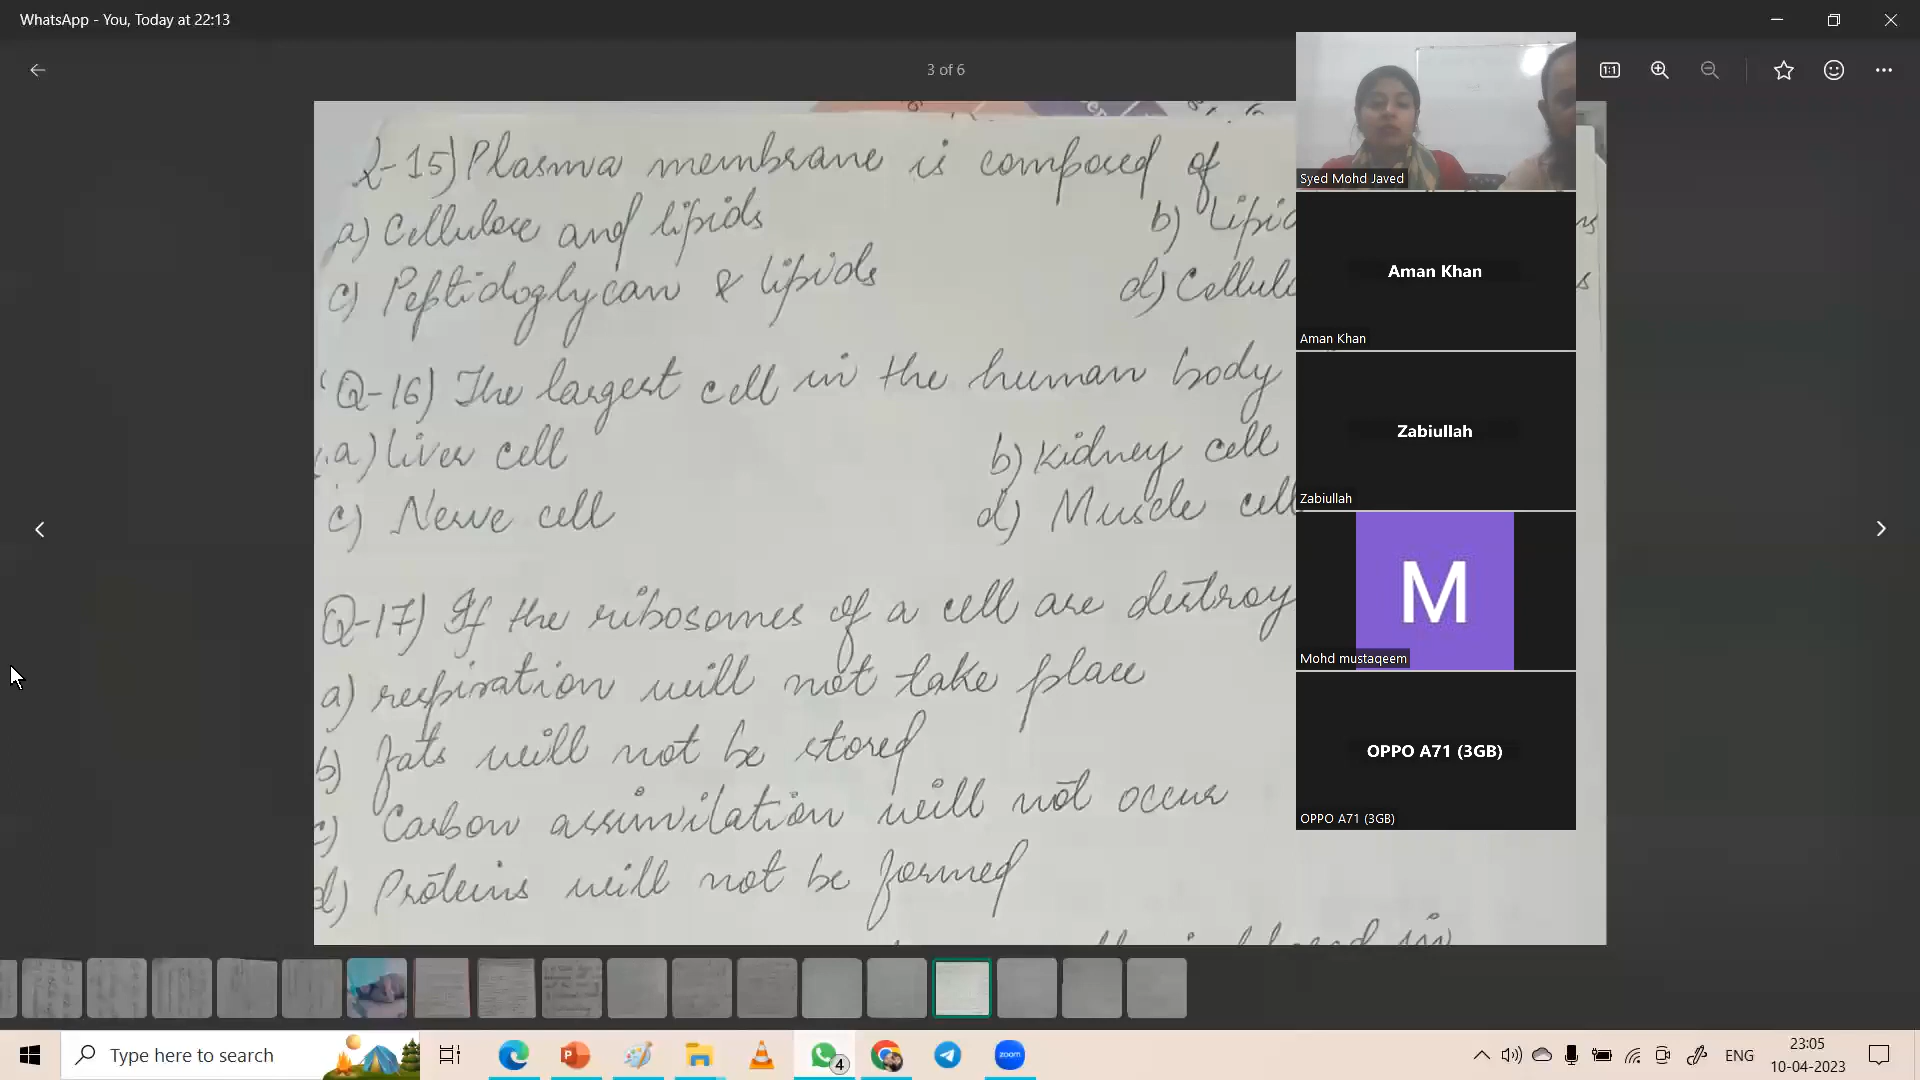 WhatsApp - You, Today at 22:13
3 of 6
Q-15) Plasma membrane is composed of
a) Cellulose and lipids
b) Lipid
c) Peptidoglycan & lipids
d) Cellulo
Q-16) The largest cell in the human body
a) liver cell
b) Kidney cell
c) Nerve cell
d) Muscle cell
Q-17) If the ribosomes of a cell are destroy
a) respiration will not take place
b) fats will not be stored
c) Carbon assimilation will not occur
d) Proteins will not be formed
Syed Mohd Javed
Aman Khan
Aman Khan
Zabiullah
Zabiullah
M
Mohd mustaqeem
OPPO A71 (3GB)
OPPO A71 (3GB)
Type here to search
4
zoom
ENG
23:05
10-04-2023